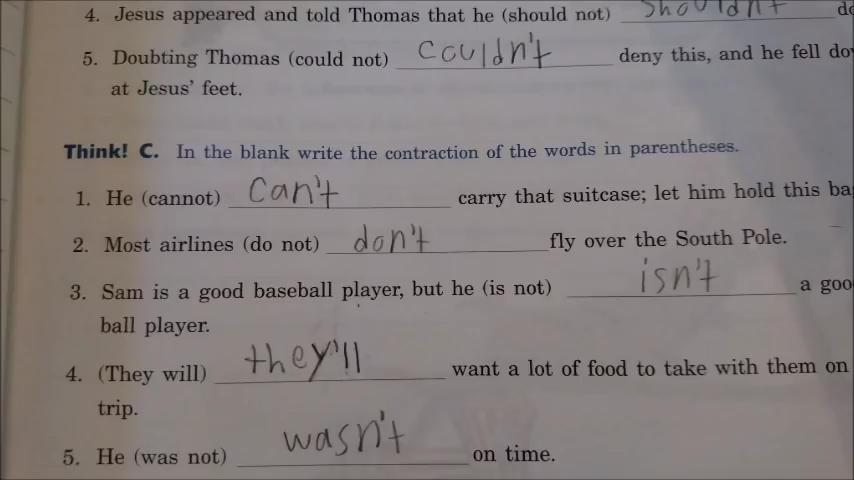 4. Jesus appeared and told Thomas that he (should not) shouldn't
5. Doubting Thomas (could not) couldn't deny this, and he fell
at Jesus' feet.
Think! C. In the blank write the contraction of the words in parentheses.
1. He (cannot) can't carry that suitcase; let him hold this
2. Most airlines (do not) don't fly over the South Pole.
3. Sam is a good baseball player, but he (is not) isn't a
ball player.
4. (They will) they'll want a lot of food to take with them on
trip.
5. He (was not) wasn't on time.